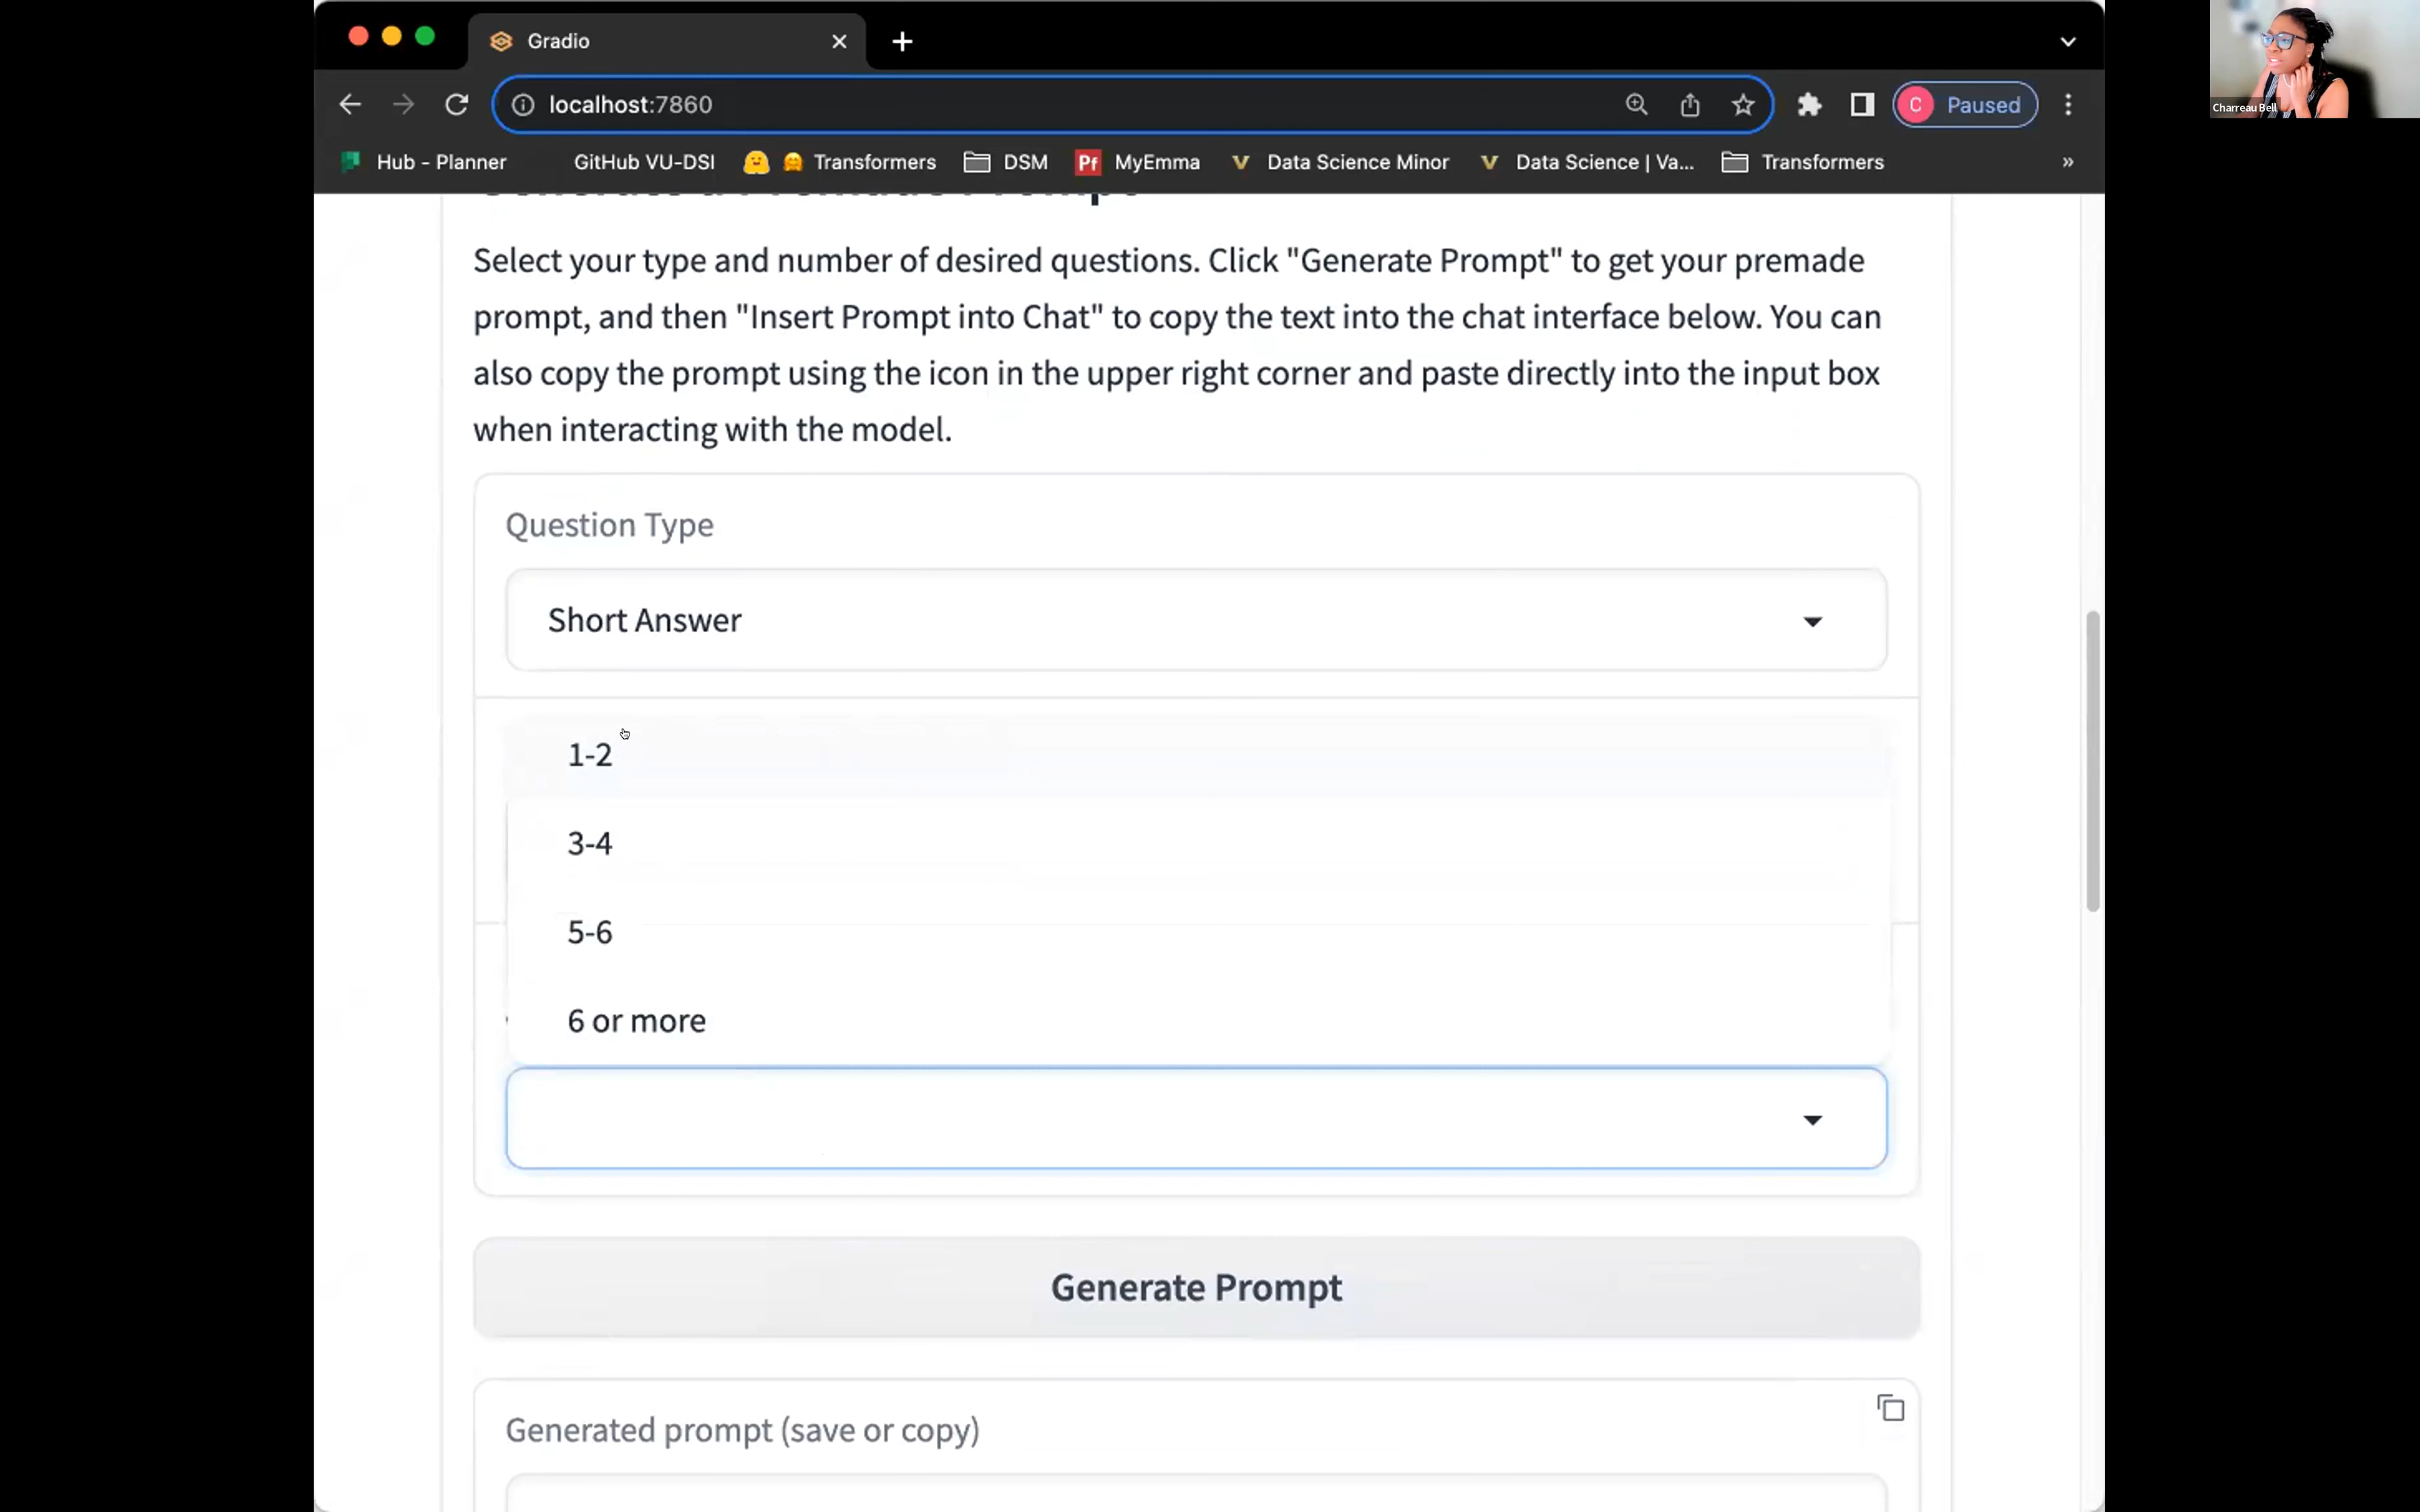 Gradio
localhost:7860
Paused
C
Hub - Planner
GitHub VU-DSI
Transformers
DSM
Pf
MyEmma
Data Science Minor
Data Science | Va...
Transformers
»
Select your type and number of desired questions. Click "Generate Prompt" to get your premade
prompt, and then "Insert Prompt into Chat" to copy the text into the chat interface below. You can
also copy the prompt using the icon in the upper right corner and paste directly into the input box
when interacting with the model.
Question Type
Short Answer
1-2
3-4
5-6
6 or more
Generate Prompt
Generated prompt (save or copy)
Charreau Bell